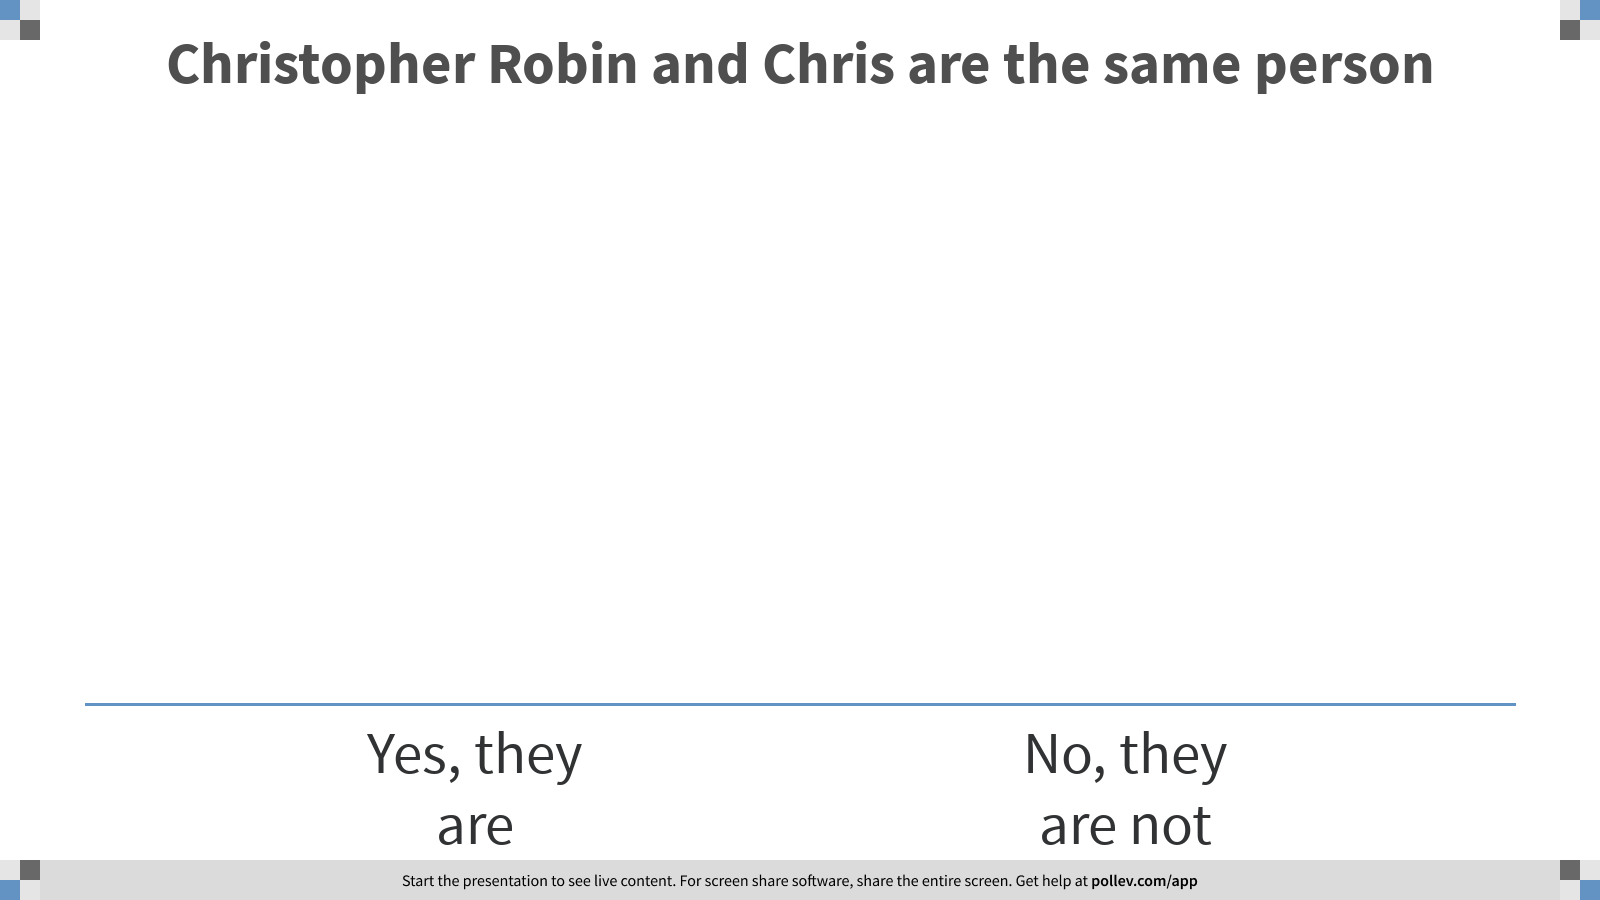 Christopher Robin and Chris are the same person
Yes, they
are
No, they
are not
Start the presentation to see live content. For screen share software, share the entire screen. Get help at pollev.com/app